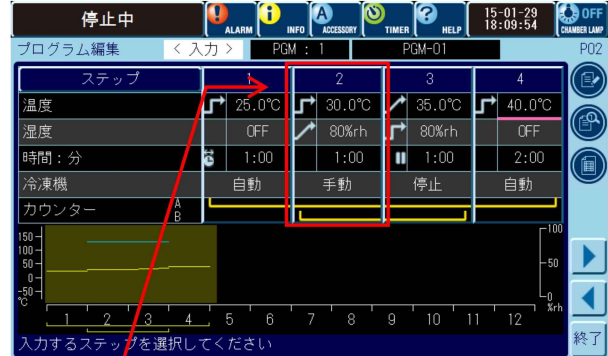 停止中 ALARM INFO ACCESSORY TIMER HELP 15-01-29 18:09:54 OFF CHAMBER LAMP
プログラム編集 < 入力 > PGM : 1 PGM-01 P02
ステップ 1 2 3 4
温度 25.0°C 30.0°C 35.0°C 40.0°C
湿度 OFF 80%rh 80%rh OFF
時間：分 1:00 1:00 1:00 2:00
冷凍機 自動 手動 停止 自動
カウンター A B
150 100
100
50 50
0
-50 0
°C %rh
1 2 3 4 5 6 7 8 9 10 11 12
入力するステップを選択してください 終了